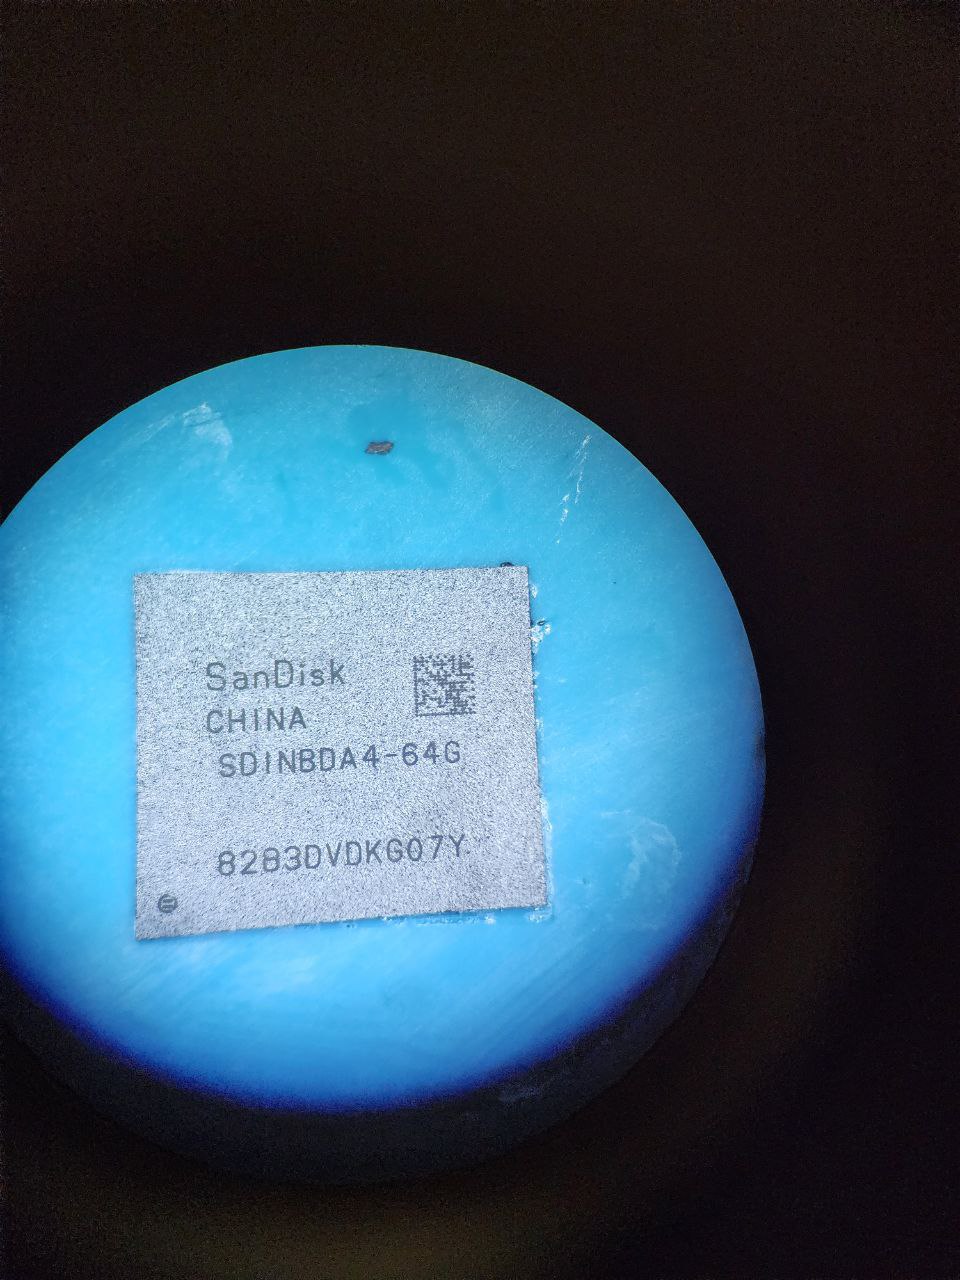 SanDisk
CHINA
SDINBDA4-64G
8283DVDKG07Y